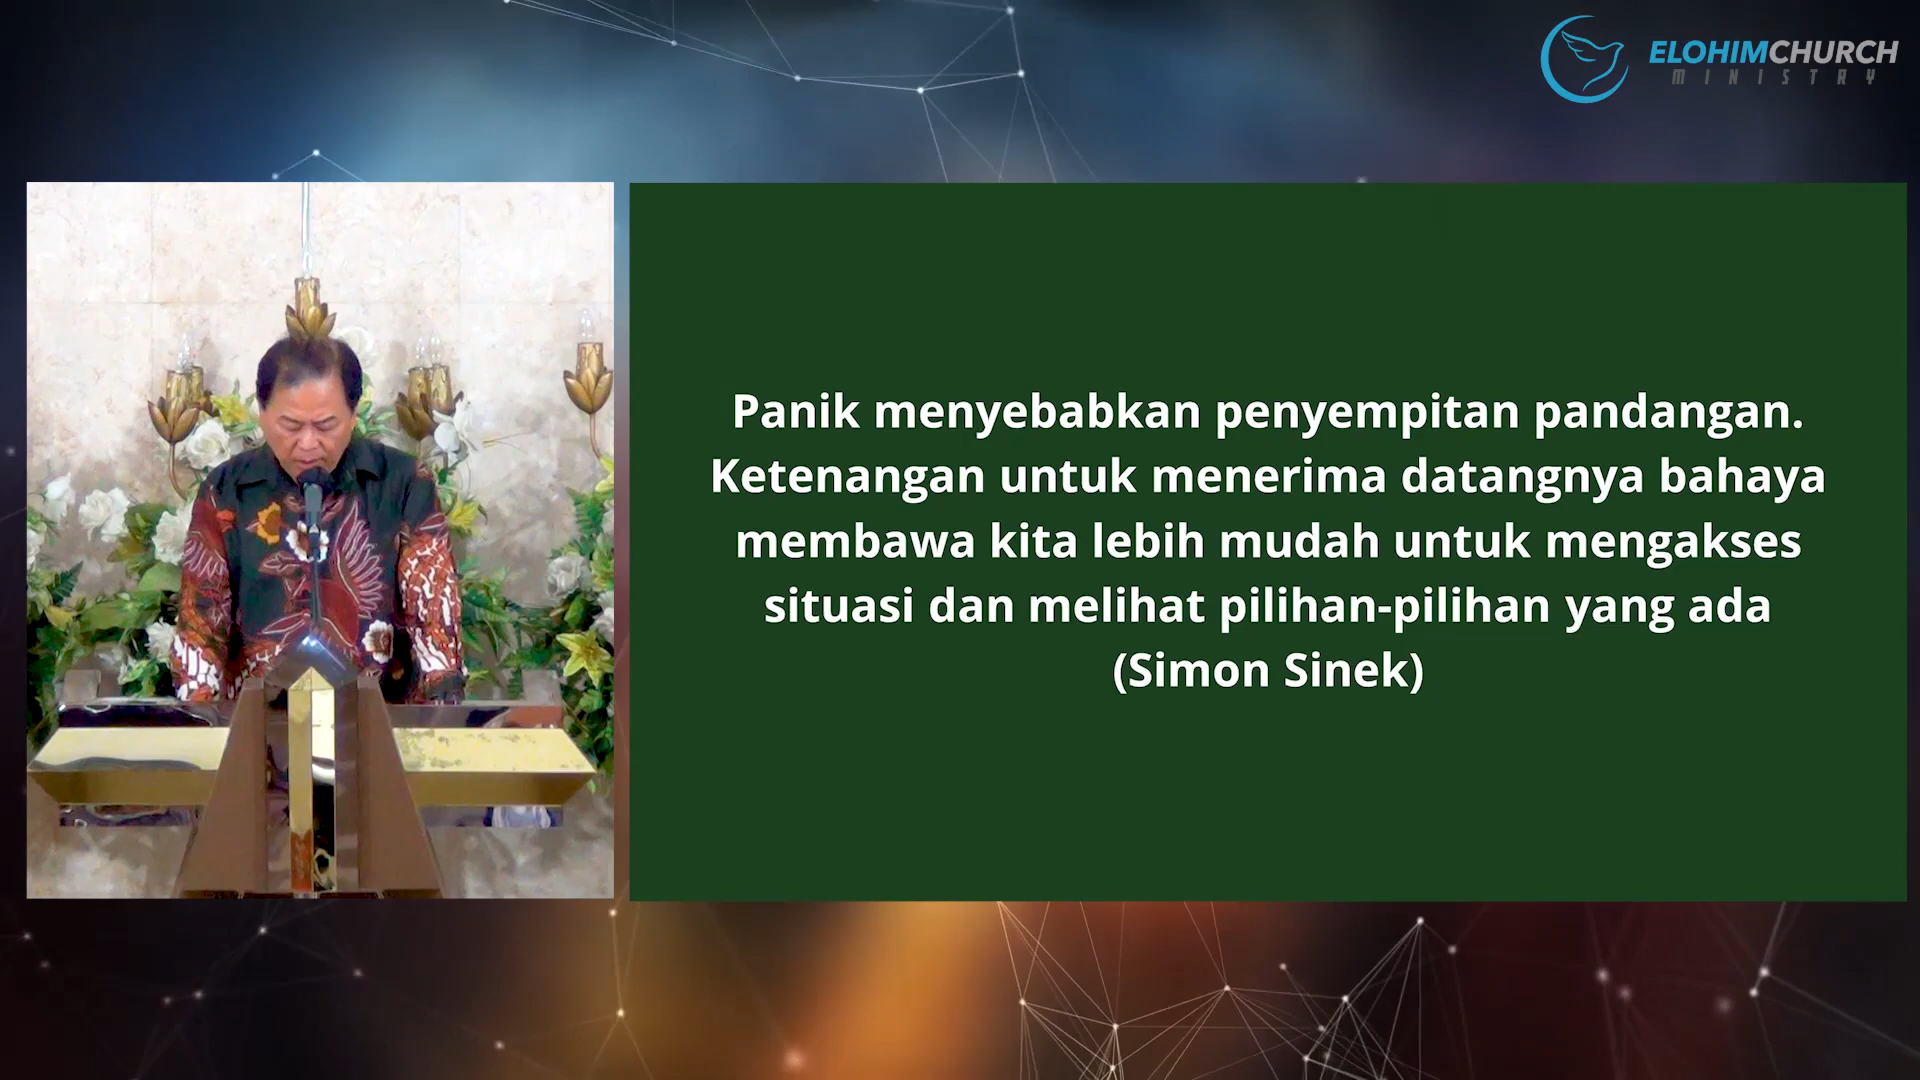 ELOHIMCHURCH
MINISTRY
Panik menyebabkan penyempitan pandangan.
Ketenangan untuk menerima datangnya bahaya
membawa kita lebih mudah untuk mengakses
situasi dan melihat pilihan-pilihan yang ada
(Simon Sinek)